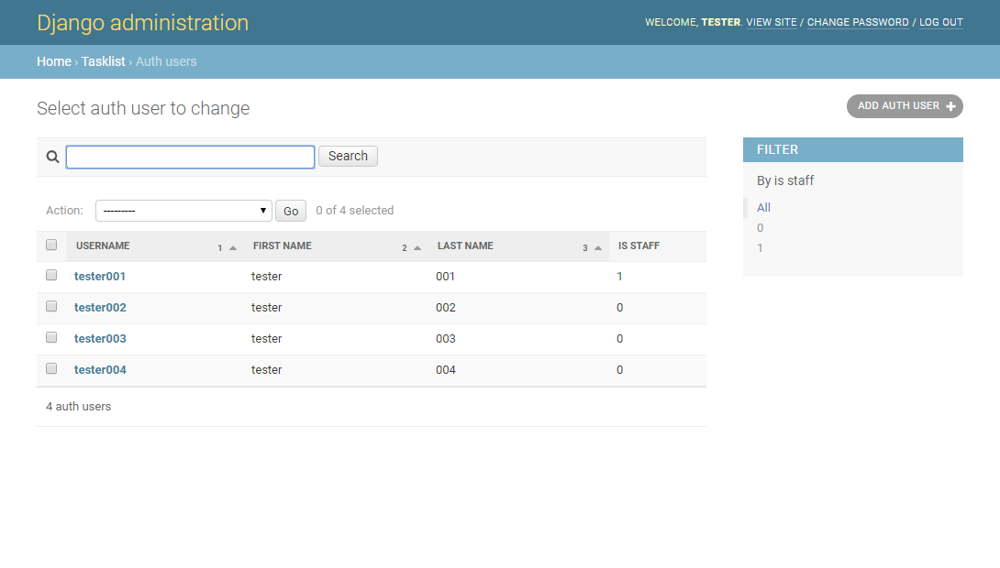 Django administration
WELCOME, TESTER. VIEW SITE / CHANGE PASSWORD / LOG OUT
Home › Tasklist › Auth users
Select auth user to change
ADD AUTH USER +
Search
Action: --------- Go 0 of 4 selected
USERNAME 1 FIRST NAME 2 LAST NAME 3 IS STAFF
tester001 tester 001 1
tester002 tester 002 0
tester003 tester 003 0
tester004 tester 004 0
4 auth users
FILTER
By is staff
All
0
1